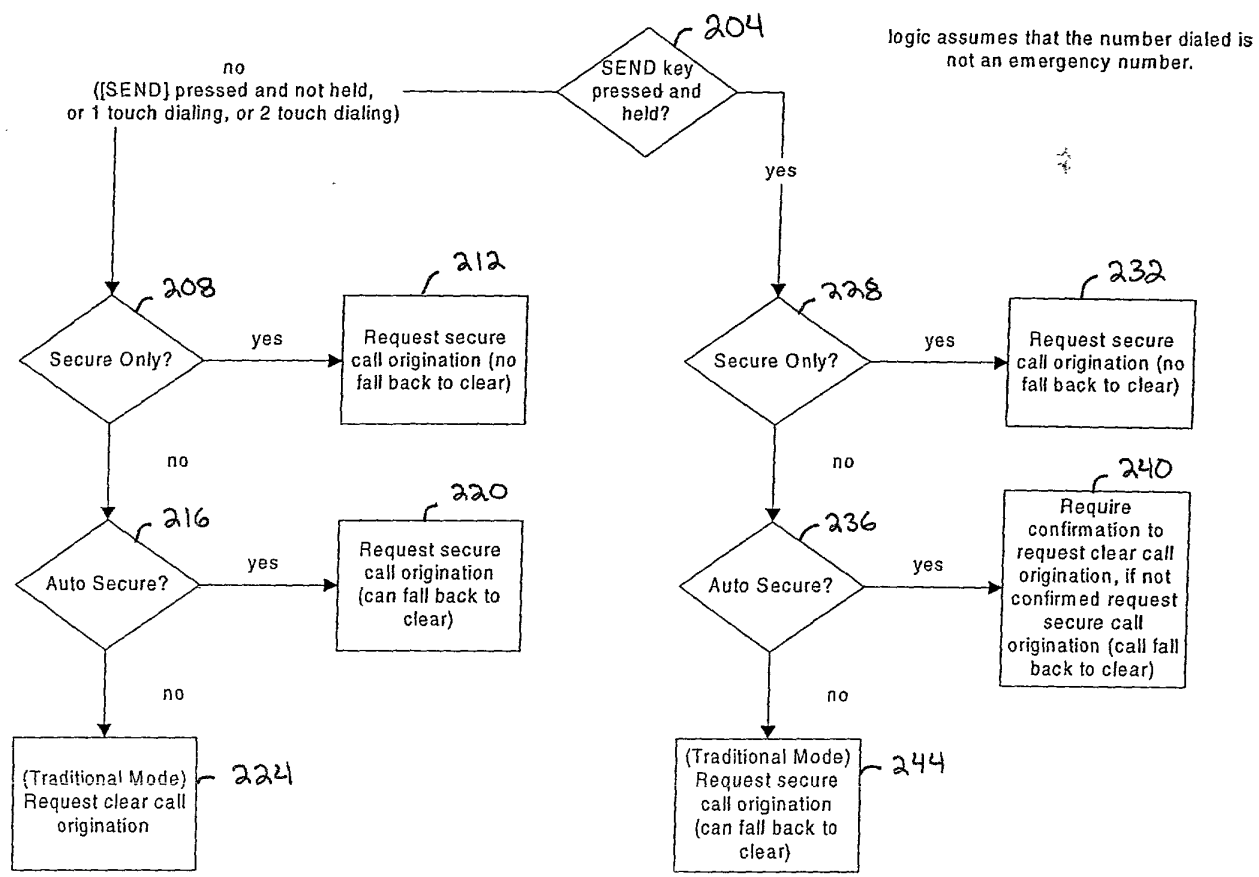 204
logic assumes that the number dialed is
not an emergency number.
SEND key
pressed and
held?
no
([SEND] pressed and not held,
or 1 touch dialing, or 2 touch dialing)
yes
208
Secure Only?
yes
212
Request secure
call origination (no
fall back to clear)
228
Secure Only?
yes
232
Request secure
call origination (no
fall back to clear)
no
no
216
Auto Secure?
yes
220
Request secure
call origination
(can fall back to
clear)
236
Auto Secure?
yes
240
Require
confirmation to
request clear call
origination, if not
confirmed request
secure call
origination (call fall
back to clear)
no
no
(Traditional Mode)
Request clear call
origination
224
(Traditional Mode)
Request secure
call origination
(can fall back to
clear)
244